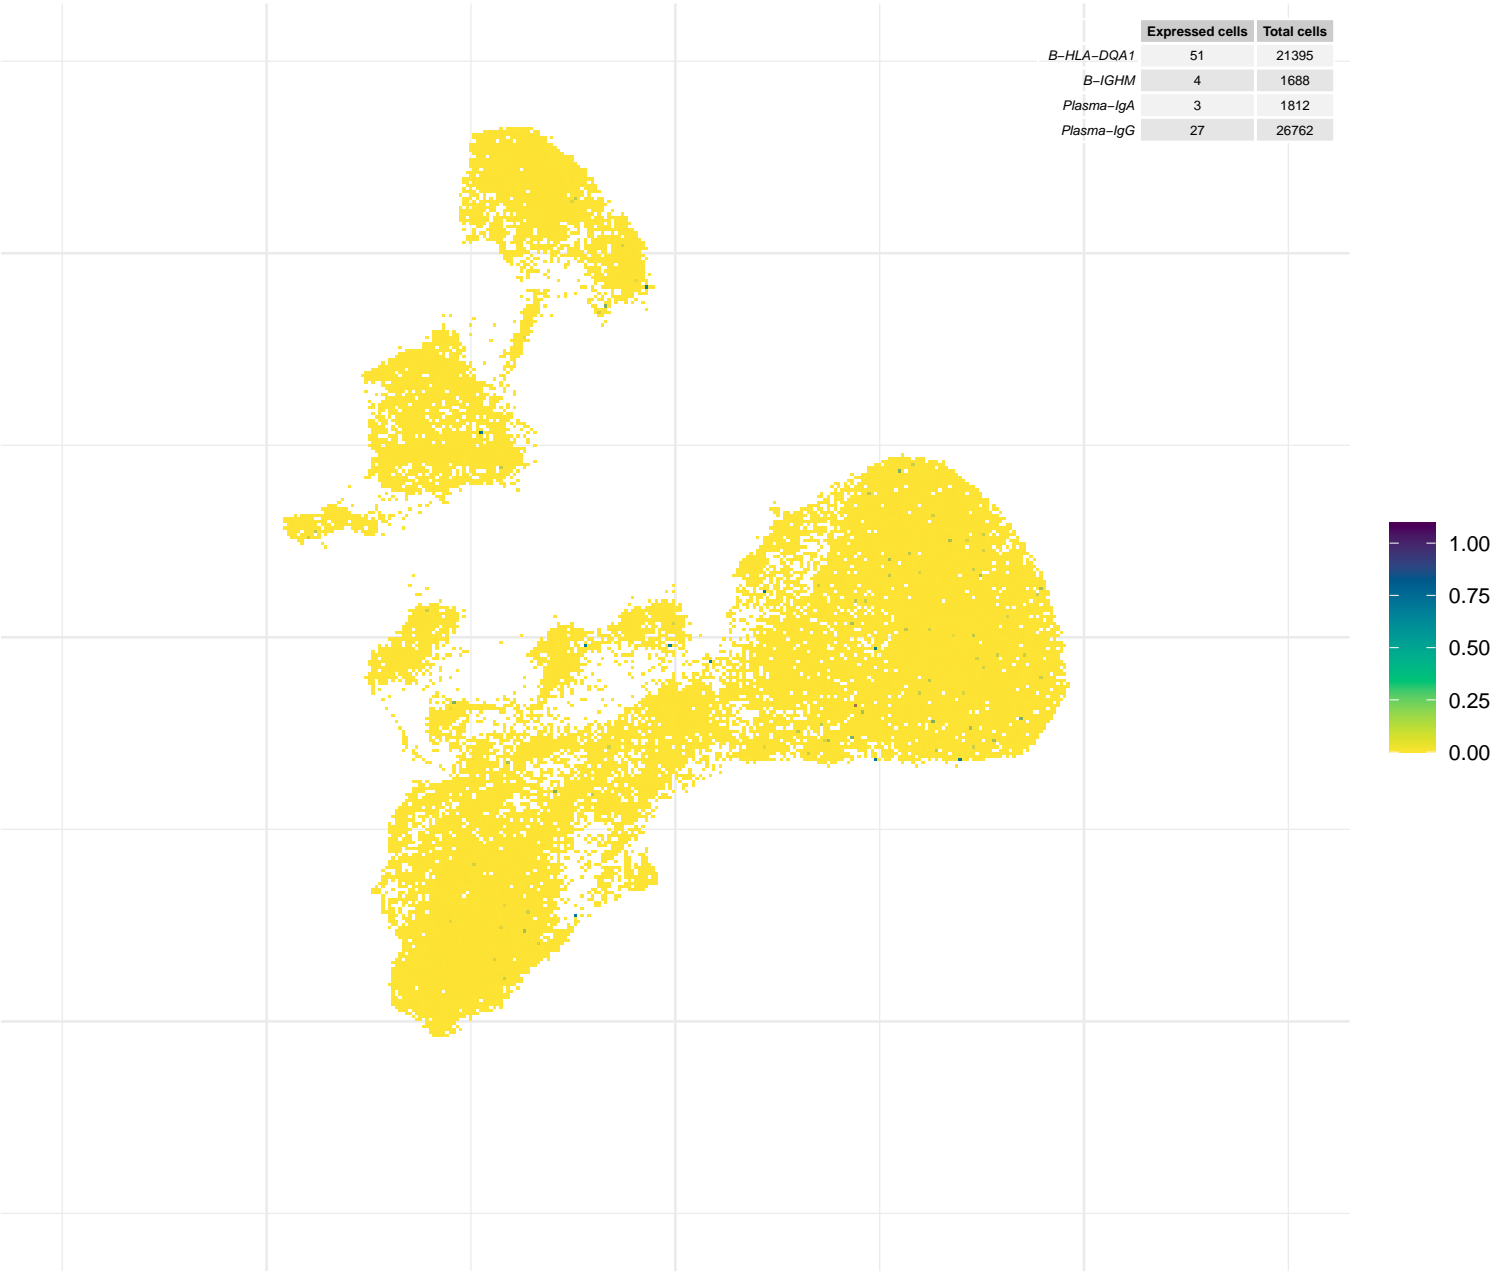 Expressed cells Total cells
B−HLA−DQA1 51 21395
B−IGHM 4 1688
Plasma−IgA 3 1812
Plasma−IgG 27 26762
1.00
0.75
0.50
0.25
0.00